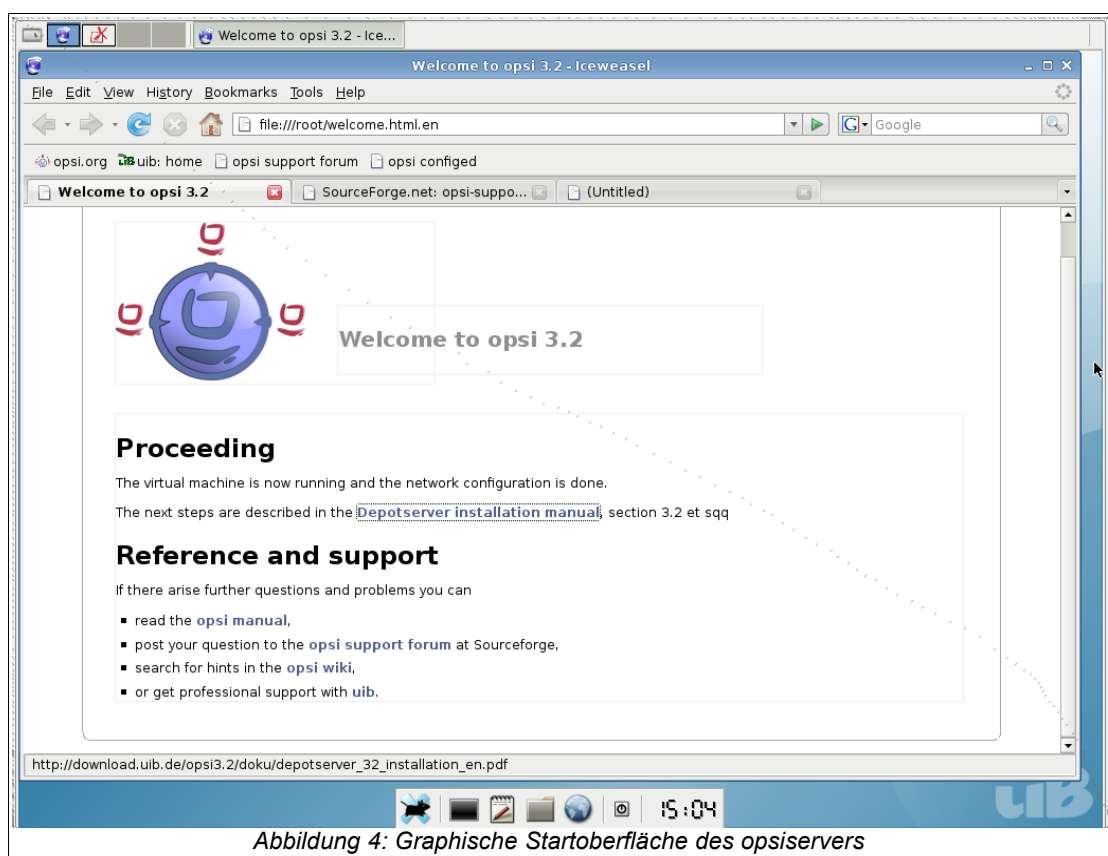 Welcome to opsi 3.2 - Ice...
Welcome to opsi 3.2 - Iceweasel
File Edit View History Bookmarks Tools Help
file:///root/welcome.html.en
G Google
opsi.org uib: home opsi support forum opsi configed
Welcome to opsi 3.2 SourceForge.net: opsi-suppo... (Untitled)
Welcome to opsi 3.2
Proceeding
The virtual machine is now running and the network configuration is done.
The next steps are described in the Depotserver installation manual, section 3.2 et sqq
Reference and support
If there arise further questions and problems you can
read the opsi manual,
post your question to the opsi support forum at Sourceforge,
search for hints in the opsi wiki,
or get professional support with uib.
http://download.uib.de/opsi3.2/doku/depotserver_32_installation_en.pdf
uib
15:04
Abbildung 4: Graphische Startoberfläche des opsiservers